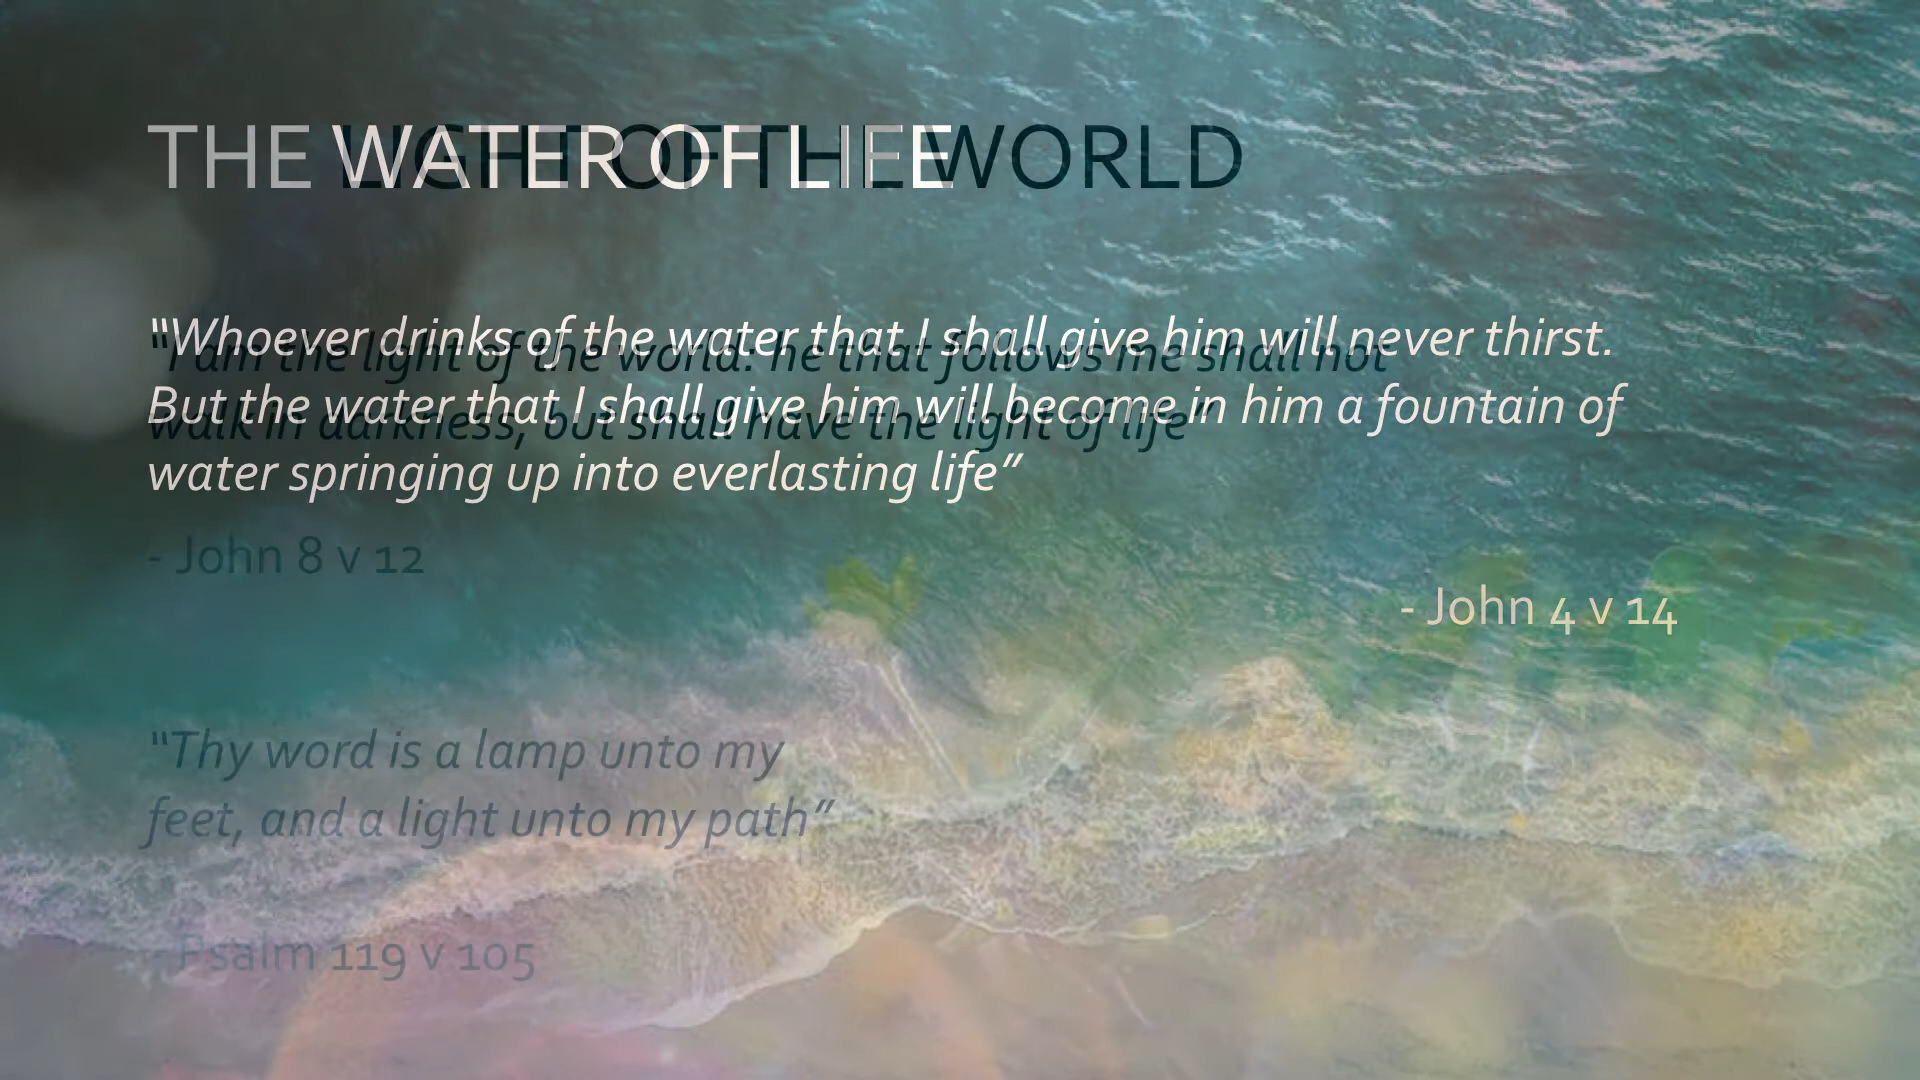 THE WATER OF LIFE
THE LIGHT OF THE WORLD
“Whoever drinks of the water that I shall give him will never thirst.
But the water that I shall give him will become in him a fountain of
water springing up into everlasting life”
- John 4 v 14
“I am the light of the world: he that follows me shall not
walk in darkness, but shall have the light of life”
- John 8 v 12
“Thy word is a lamp unto my
feet, and a light unto my path”
- Psalm 119 v 105